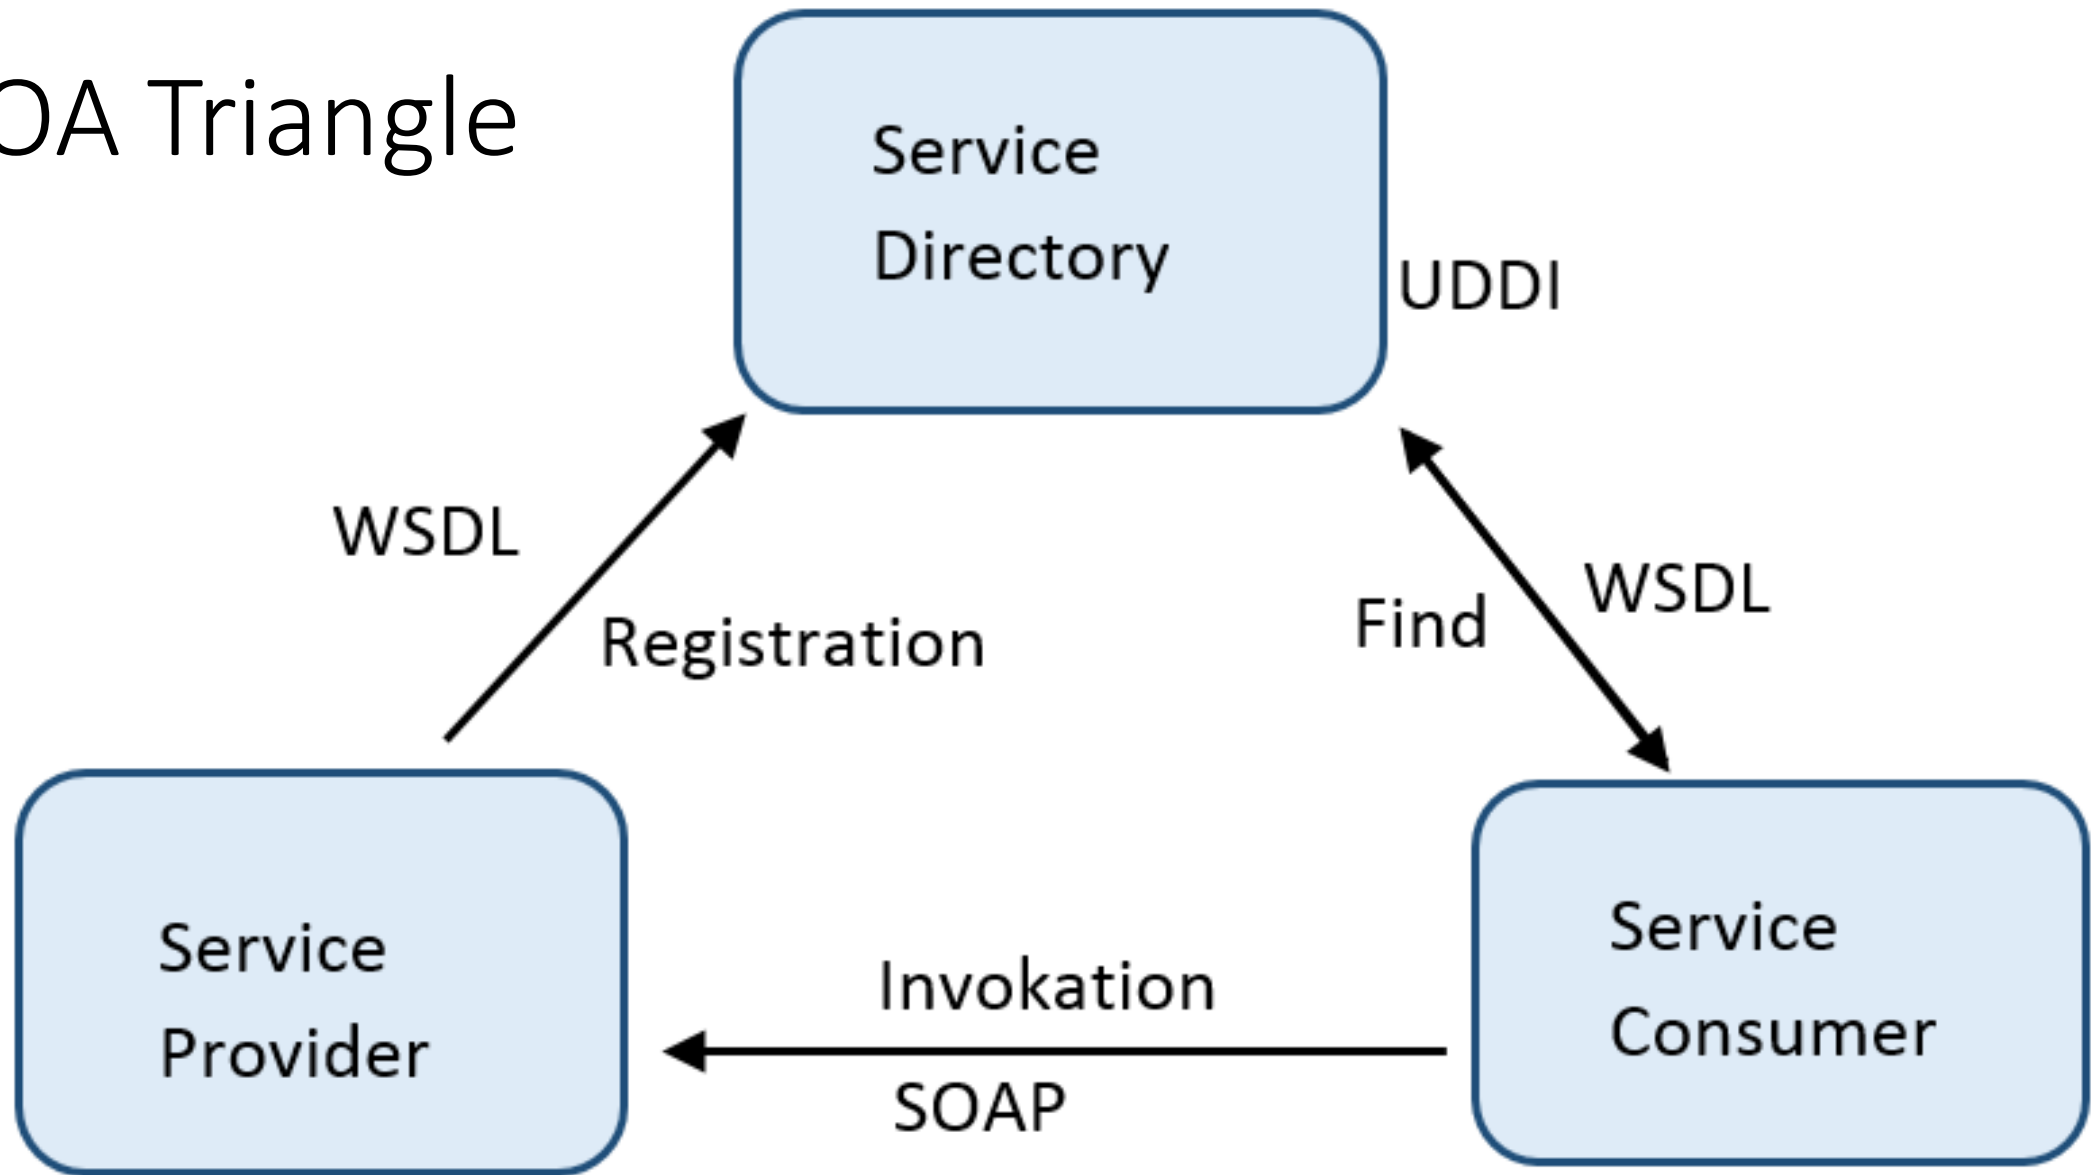 OA Triangle
Service
Directory
UDDI
WSDL
Registration
Find
WSDL
Service
Provider
Invokation
SOAP
Service
Consumer